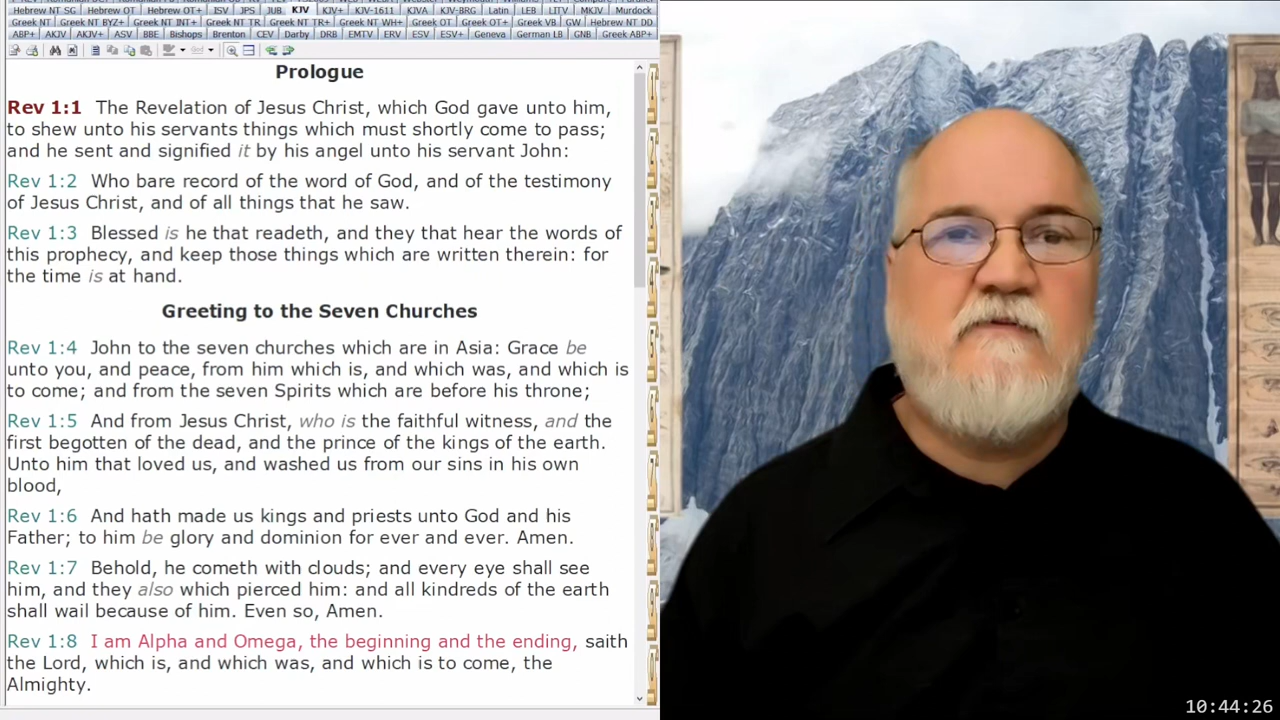 Hebrew NT SG Hebrew OT Hebrew OT+ ISV JPS JUB KJV KJV+ KJV-1611 KJVA KJV-BRG Latin LEB LITV MKJV Murdock
Greek NT Greek NT BYZ+ Greek NT INT+ Greek NT TR Greek NT TR+ Greek NT WH+ Greek OT Greek OT+ Greek VB GW Hebrew NT DD
ABP+ AKJV AKJV+ ASV BBE Bishops Brenton CEV Darby DRB EMTV ERV ESV ESV+ Geneva German LB GNB Greek ABP+
Prologue
Rev 1:1 The Revelation of Jesus Christ, which God gave unto him,
to shew unto his servants things which must shortly come to pass;
and he sent and signified it by his angel unto his servant John:
Rev 1:2 Who bare record of the word of God, and of the testimony
of Jesus Christ, and of all things that he saw.
Rev 1:3 Blessed is he that readeth, and they that hear the words of
this prophecy, and keep those things which are written therein: for
the time is at hand.
Greeting to the Seven Churches
Rev 1:4 John to the seven churches which are in Asia: Grace be
unto you, and peace, from him which is, and which was, and which is
to come; and from the seven Spirits which are before his throne;
Rev 1:5 And from Jesus Christ, who is the faithful witness, and the
first begotten of the dead, and the prince of the kings of the earth.
Unto him that loved us, and washed us from our sins in his own
blood,
Rev 1:6 And hath made us kings and priests unto God and his
Father; to him be glory and dominion for ever and ever. Amen.
Rev 1:7 Behold, he cometh with clouds; and every eye shall see
him, and they also which pierced him: and all kindreds of the earth
shall wail because of him. Even so, Amen.
Rev 1:8 I am Alpha and Omega, the beginning and the ending, saith
the Lord, which is, and which was, and which is to come, the
Almighty.
10:44:26